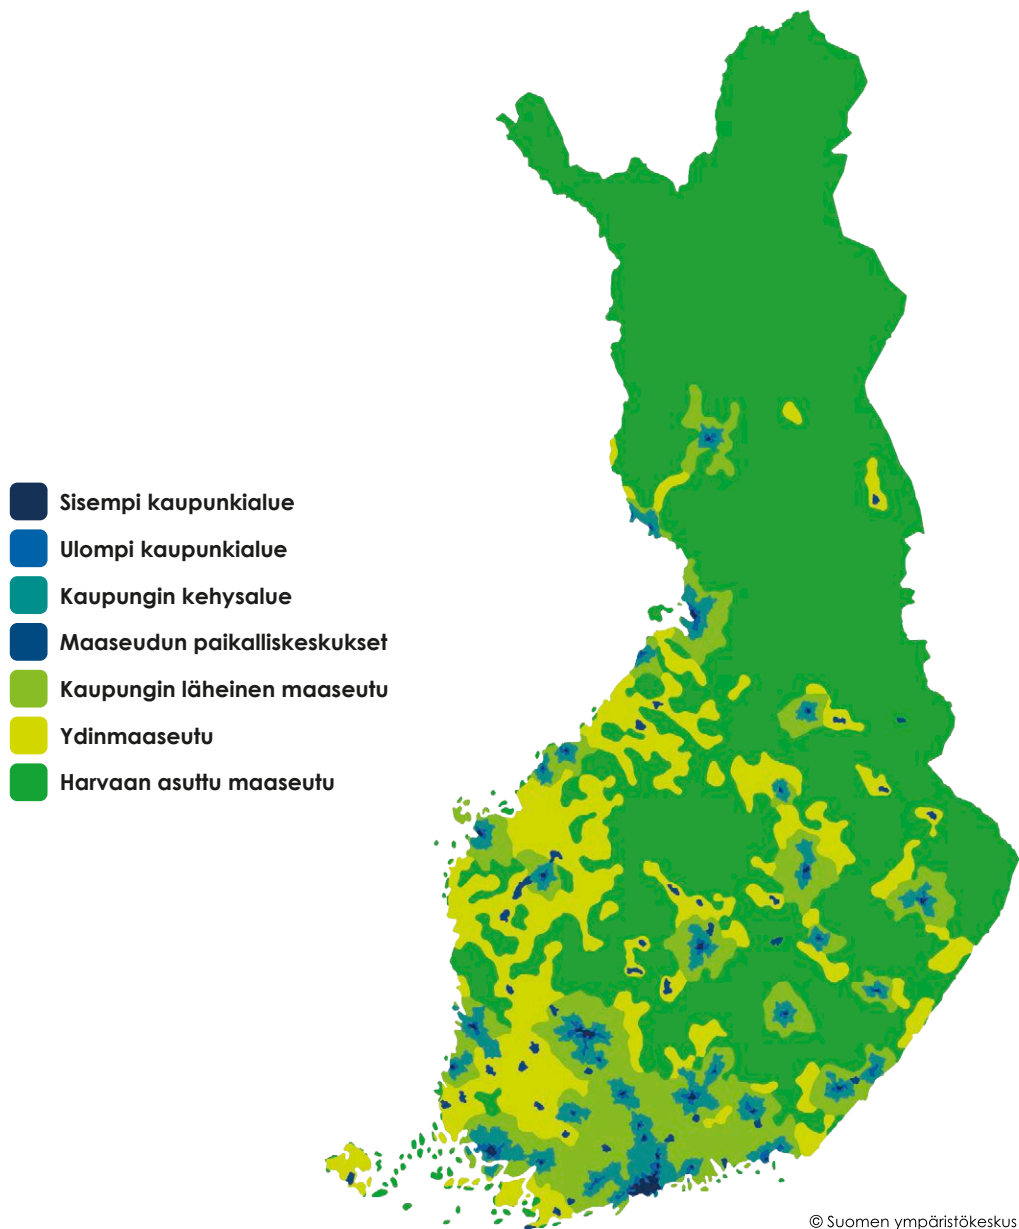 Sisempi kaupunkialue
Ulompi kaupunkialue
Kaupungin kehysalue
Maaseudun paikalliskeskukset
Kaupungin läheinen maaseutu
Ydinmaaseutu
Harvaan asuttu maaseutu
© Suomen ympäristökeskus